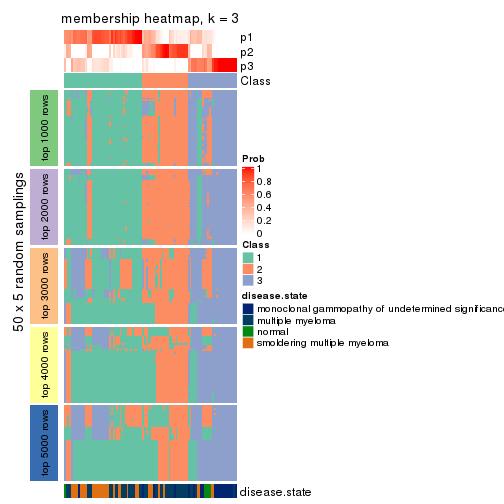 membership heatmap, k = 3
p1
p2
p3
Class
50 x 5 random samplings
top 1000 rows
top 2000 rows
top 3000 rows
top 4000 rows
top 5000 rows
Prob
1
0.8
0.6
0.4
0.2
0
Class
1
2
3
disease.state
monoclonal gammopathy of undetermined significance
multiple myeloma
normal
smoldering multiple myeloma
disease.state